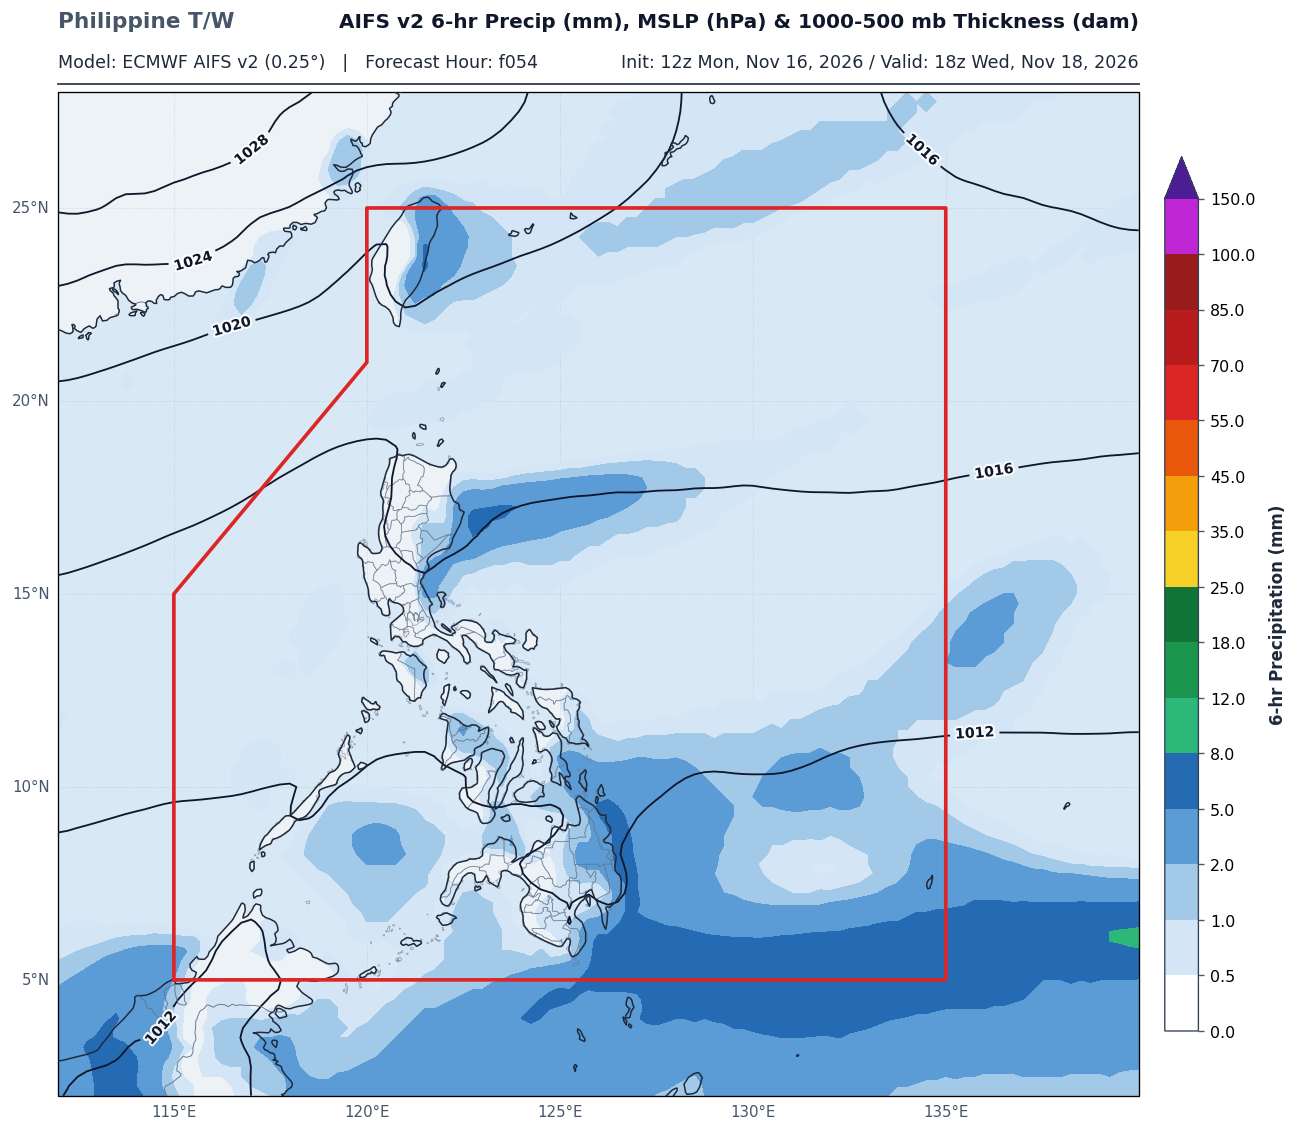 Philippine T/W
AIFS v2 6-hr Precip (mm), MSLP (hPa) & 1000-500 mb Thickness (dam)
Model: ECMWF AIFS v2 (0.25°) | Forecast Hour: f054
Init: 12z Mon, Nov 16, 2026 / Valid: 18z Wed, Nov 18, 2026
1028
1016
25°N
1024
1020
20°N
1016
15°N
1012
10°N
5°N
1012
115°E
120°E
125°E
130°E
135°E
150.0
100.0
85.0
70.0
55.0
45.0
35.0
25.0
18.0
12.0
8.0
5.0
2.0
1.0
0.5
0.0
6-hr Precipitation (mm)